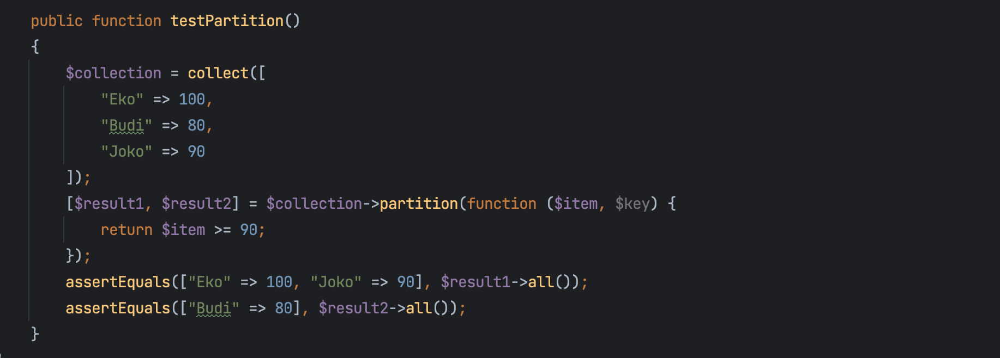 public function testPartition()
{
    $collection = collect([
        "Eko" => 100,
        "Budi" => 80,
        "Joko" => 90
    ]);
    [$result1, $result2] = $collection->partition(function ($item, $key) {
        return $item >= 90;
    });
    assertEquals(["Eko" => 100, "Joko" => 90], $result1->all());
    assertEquals(["Budi" => 80], $result2->all());
}